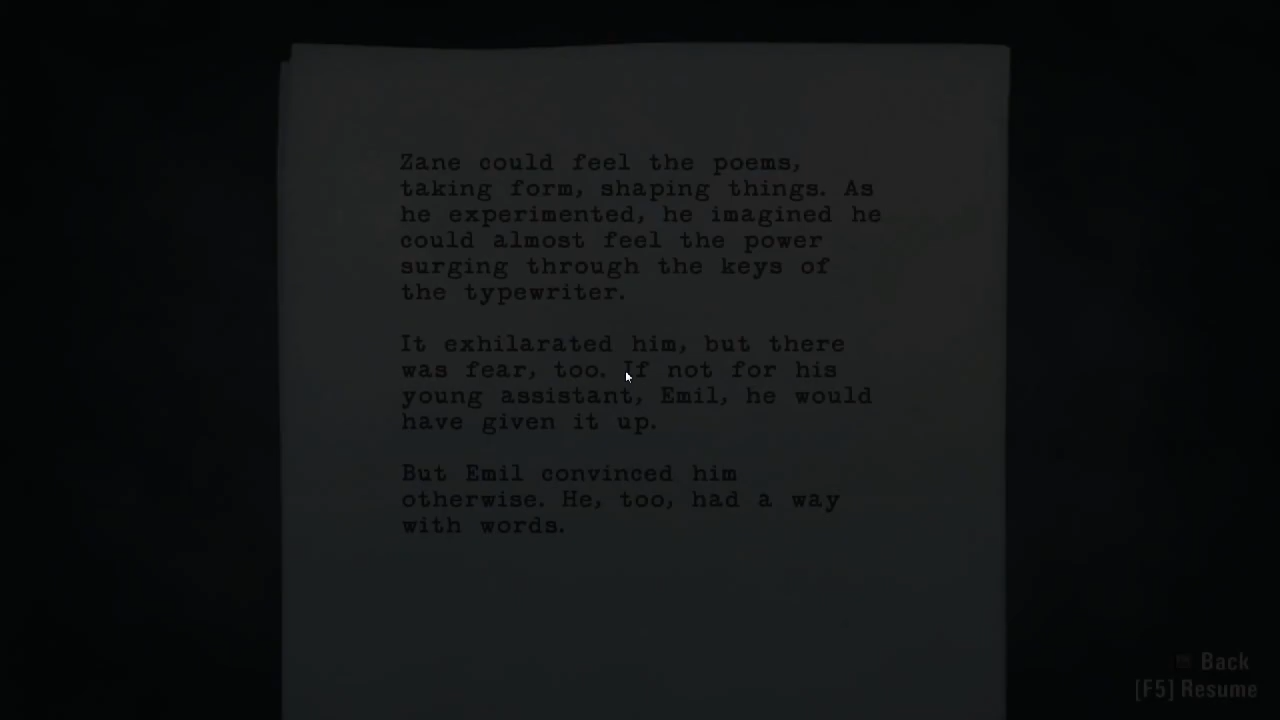 Zane could feel the poems,
taking form, shaping things. As
he experimented, he imagined he
could almost feel the power
surging through the keys of
the typewriter.
It exhilarated him, but there
was fear, too. If not for his
young assistant, Emil, he would
have given it up.
But Emil convinced him
otherwise. He, too, had a way
with words.
Back
[F5] Resume